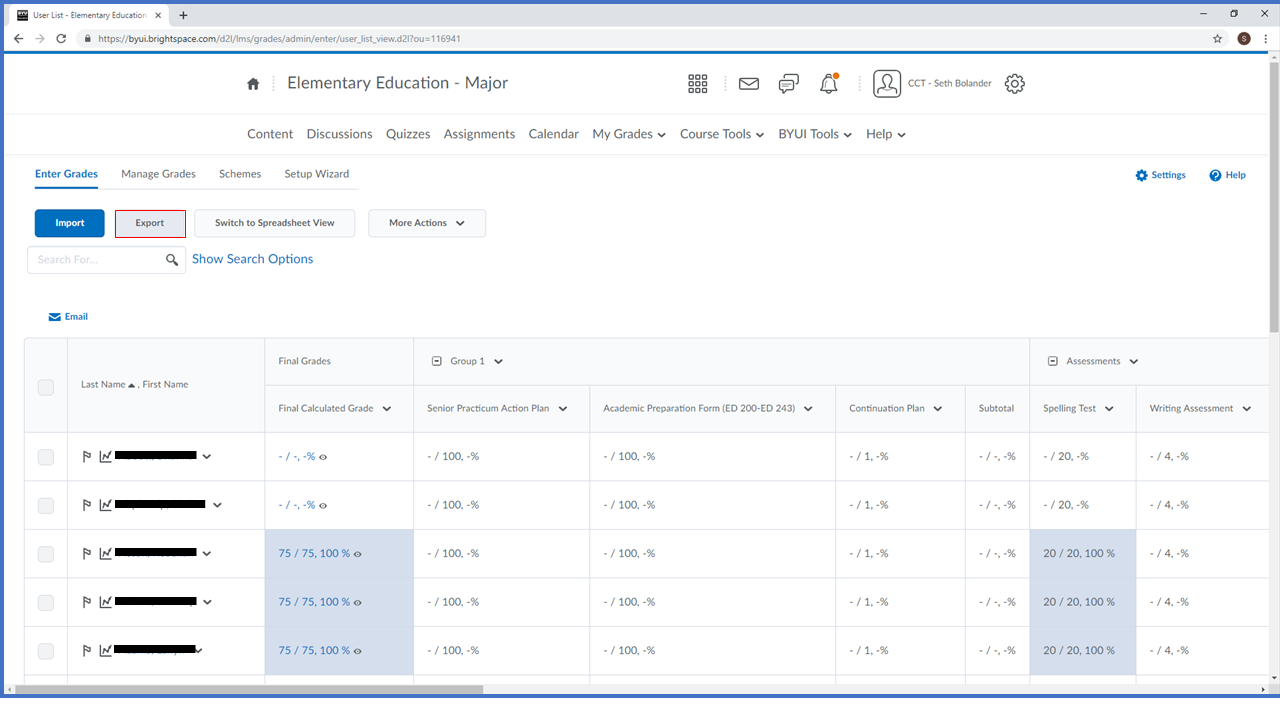 User List - Elementary Education
https://byui.brightspace.com/d2l/lms/grades/admin/enter/user_list_view.d2l?ou=116941
S
Elementary Education - Major
CCT - Seth Bolander
Content Discussions Quizzes Assignments Calendar My Grades Course Tools BYUI Tools Help
Enter Grades Manage Grades Schemes Setup Wizard Settings Help
Import Export Switch to Spreadsheet View More Actions
Search For... Show Search Options
Email
Final Grades Group 1 Assessments
Last Name , First Name
Final Calculated Grade Senior Practicum Action Plan Academic Preparation Form (ED 200-ED 243) Continuation Plan Subtotal Spelling Test Writing Assessment
- / -, -% - / 100, -% - / 100, -% - / 1, -% - / -, -% - / 20, -% - / 4, -%
- / -, -% - / 100, -% - / 100, -% - / 1, -% - / -, -% - / 20, -% - / 4, -%
75 / 75, 100 % - / 100, -% - / 100, -% - / 1, -% - / -, -% 20 / 20, 100 % - / 4, -%
75 / 75, 100 % - / 100, -% - / 100, -% - / 1, -% - / -, -% 20 / 20, 100 % - / 4, -%
75 / 75, 100 % - / 100, -% - / 100, -% - / 1, -% - / -, -% 20 / 20, 100 % - / 4, -%